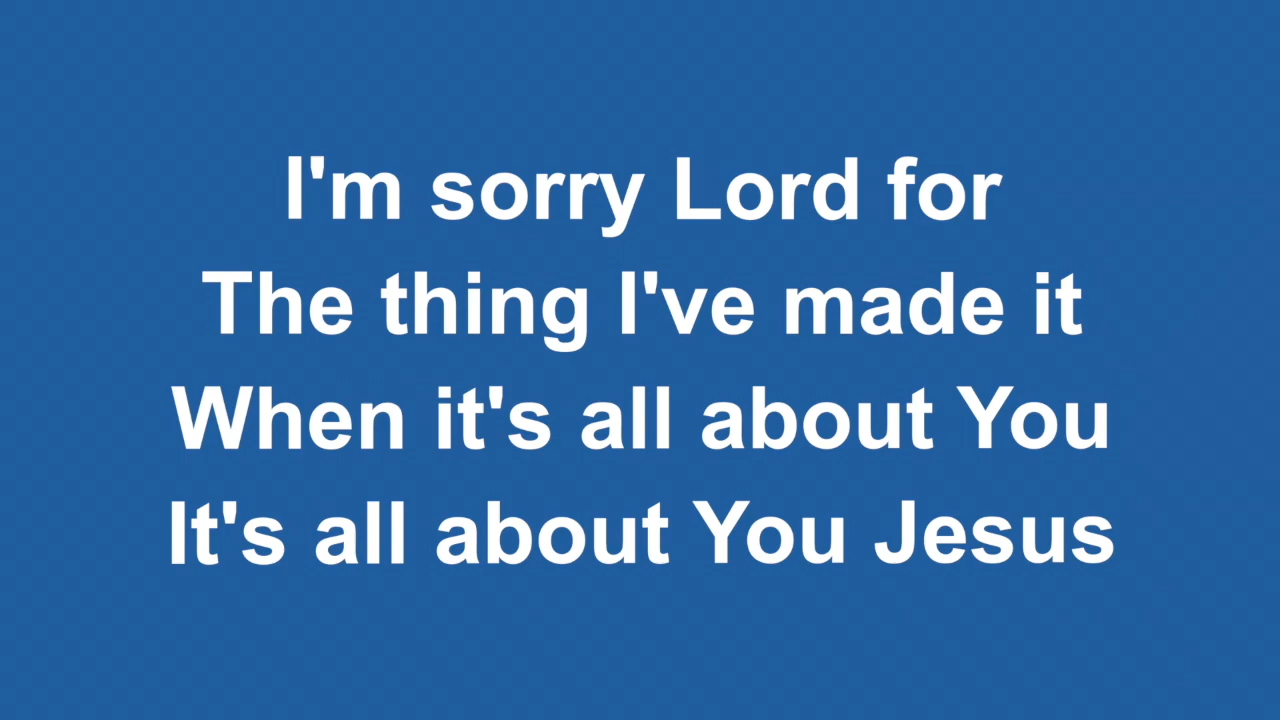 I'm sorry Lord for
The thing I've made it
When it's all about You
It's all about You Jesus